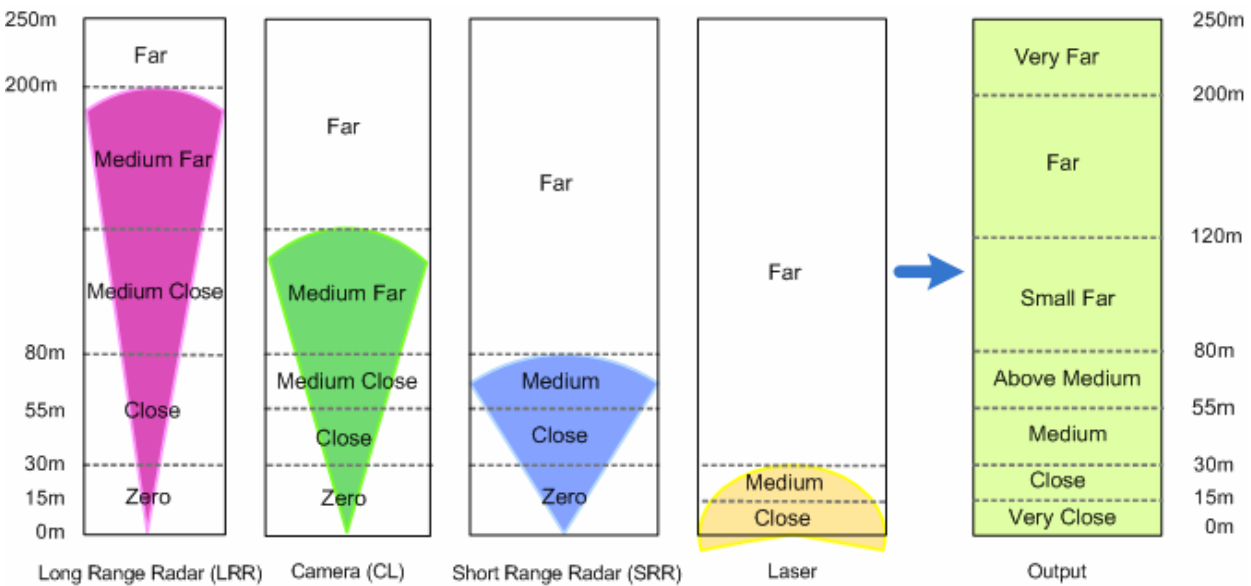 250m
200m
80m
55m
30m
15m
0m
Far
Medium Far
Medium Close
Close
Zero
Long Range Radar (LRR)
Far
Medium Far
Medium Close
Close
Zero
Camera (CL)
Far
Medium
Close
Zero
Short Range Radar (SRR)
Far
Medium
Close
Laser
Very Far
Far
Small Far
Above Medium
Medium
Close
Very Close
Output
250m
200m
120m
80m
55m
30m
15m
0m